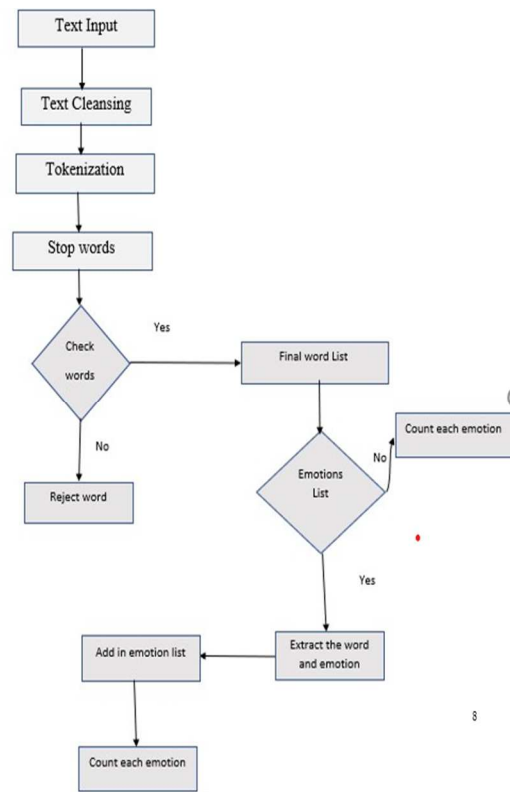 Text Input
Text Cleansing
Tokenization
Stop words
Check
words
Yes
Final word List
No
Reject word
Emotions
List
No
Count each emotion
Yes
Extract the word
and emotion
Add in emotion list
Count each emotion
8